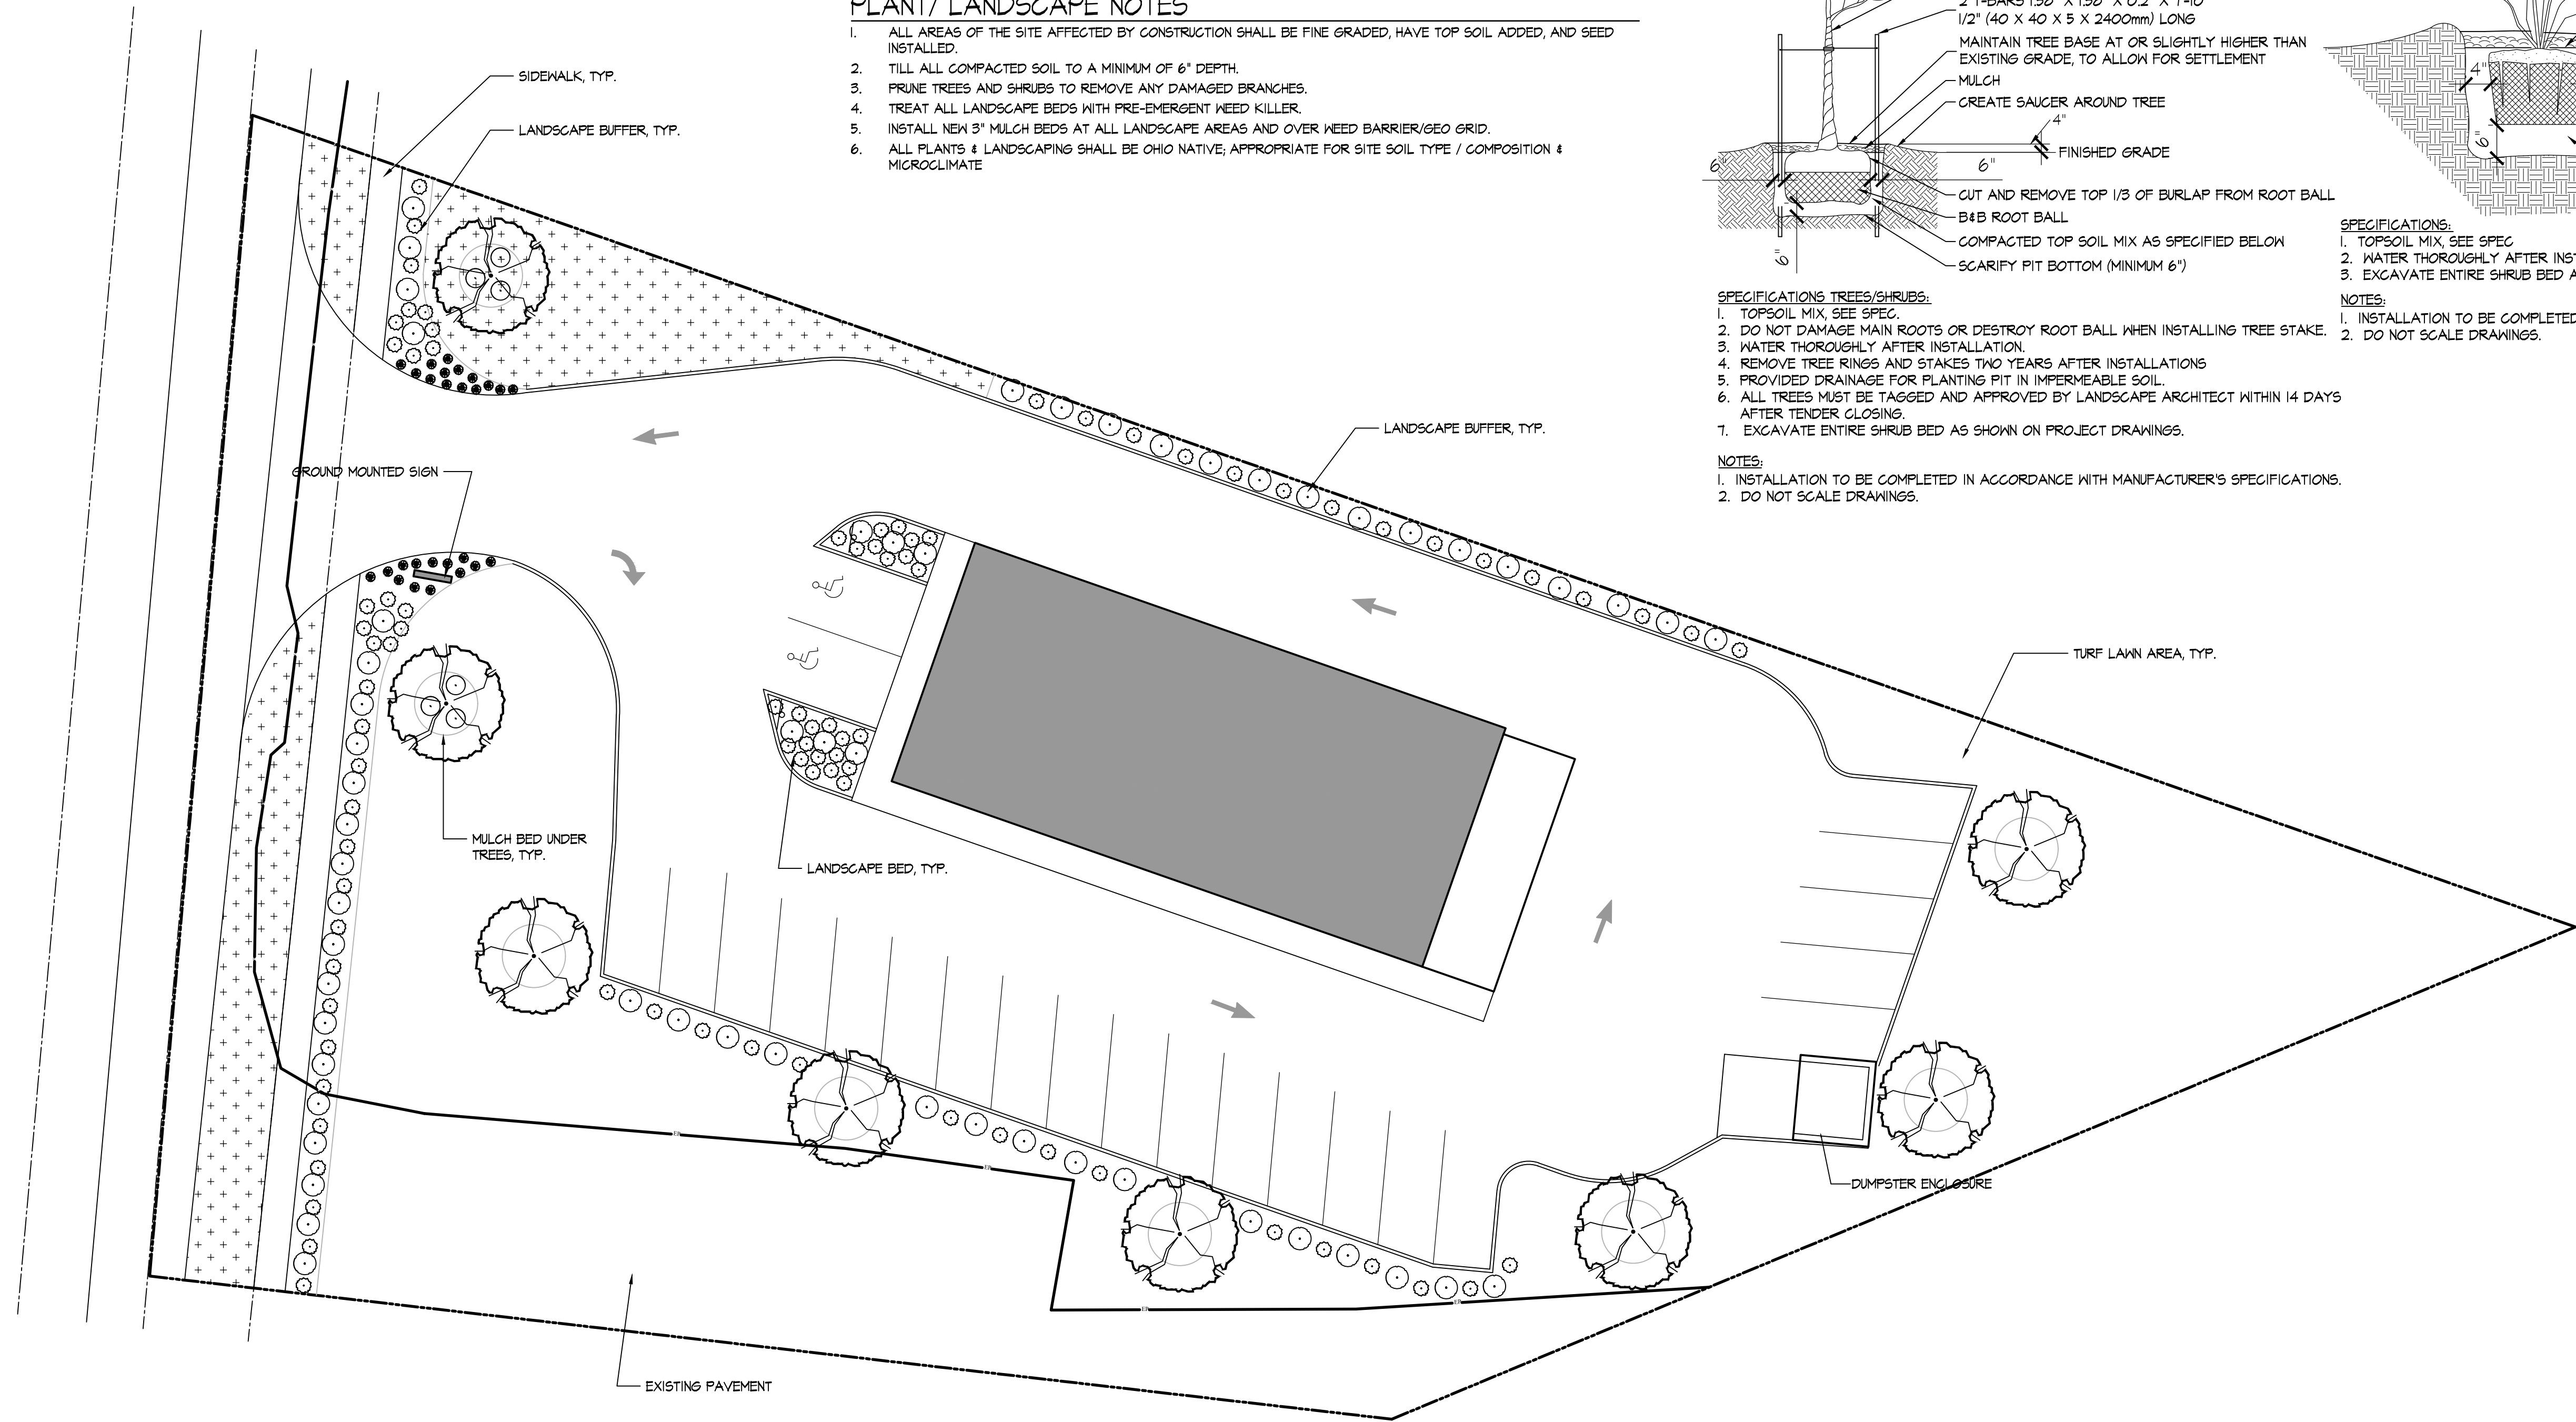 PLANT/ LANDSCAPE NOTES
1. ALL AREAS OF THE SITE AFFECTED BY CONSTRUCTION SHALL BE FINE GRADED, HAVE TOP SOIL ADDED, AND SEED
INSTALLED.
2. TILL ALL COMPACTED SOIL TO A MINIMUM OF 6" DEPTH.
3. PRUNE TREES AND SHRUBS TO REMOVE ANY DAMAGED BRANCHES.
4. TREAT ALL LANDSCAPE BEDS WITH PRE-EMERGENT WEED KILLER.
5. INSTALL NEW 3" MULCH BEDS AT ALL LANDSCAPE AREAS AND OVER WEED BARRIER/GEO GRID.
6. ALL PLANTS & LANDSCAPING SHALL BE OHIO NATIVE; APPROPRIATE FOR SITE SOIL TYPE / COMPOSITION &
MICROCLIMATE
1/2" (40 X 40 X 5 X 2400mm) LONG
MAINTAIN TREE BASE AT OR SLIGHTLY HIGHER THAN
EXISTING GRADE, TO ALLOW FOR SETTLEMENT
MULCH
CREATE SAUCER AROUND TREE
4"
FINISHED GRADE
6"
6"
CUT AND REMOVE TOP 1/3 OF BURLAP FROM ROOT BALL
B&B ROOT BALL
COMPACTED TOP SOIL MIX AS SPECIFIED BELOW
SCARIFY PIT BOTTOM (MINIMUM 6")
6"
SPECIFICATIONS TREES/SHRUBS:
1. TOPSOIL MIX, SEE SPEC.
2. DO NOT DAMAGE MAIN ROOTS OR DESTROY ROOT BALL WHEN INSTALLING TREE STAKE.
3. WATER THOROUGHLY AFTER INSTALLATION.
4. REMOVE TREE RINGS AND STAKES TWO YEARS AFTER INSTALLATIONS
5. PROVIDED DRAINAGE FOR PLANTING PIT IN IMPERMEABLE SOIL.
6. ALL TREES MUST BE TAGGED AND APPROVED BY LANDSCAPE ARCHITECT WITHIN 14 DAYS
AFTER TENDER CLOSING.
7. EXCAVATE ENTIRE SHRUB BED AS SHOWN ON PROJECT DRAWINGS.
NOTES:
1. INSTALLATION TO BE COMPLETED IN ACCORDANCE WITH MANUFACTURER'S SPECIFICATIONS.
2. DO NOT SCALE DRAWINGS.
4"
6"
SPECIFICATIONS:
1. TOPSOIL MIX, SEE SPEC
2. WATER THOROUGHLY AFTER INST
3. EXCAVATE ENTIRE SHRUB BED A
NOTES:
1. INSTALLATION TO BE COMPLETED
2. DO NOT SCALE DRAWINGS.
SIDEWALK, TYP.
LANDSCAPE BUFFER, TYP.
LANDSCAPE BUFFER, TYP.
GROUND MOUNTED SIGN
TURF LAWN AREA, TYP.
MULCH BED UNDER
TREES, TYP.
LANDSCAPE BED, TYP.
DUMPSTER ENCLOSURE
EXISTING PAVEMENT